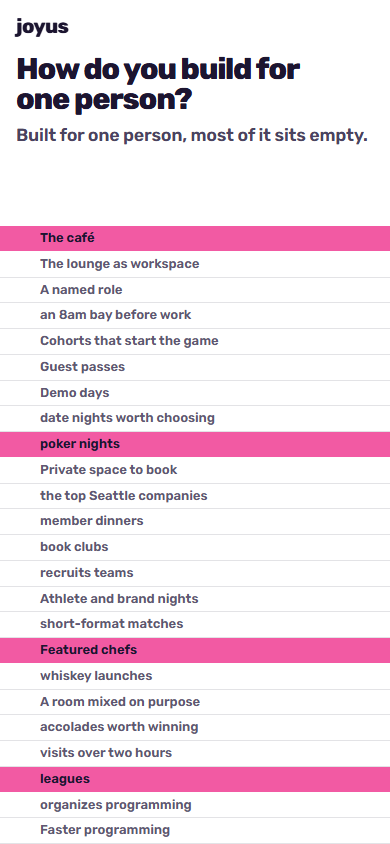 joyus
How do you build for
one person?
Built for one person, most of it sits empty.
The café
The lounge as workspace
A named role
an 8am bay before work
Cohorts that start the game
Guest passes
Demo days
date nights worth choosing
poker nights
Private space to book
the top Seattle companies
member dinners
book clubs
recruits teams
Athlete and brand nights
short-format matches
Featured chefs
whiskey launches
A room mixed on purpose
accolades worth winning
visits over two hours
leagues
organizes programming
Faster programming